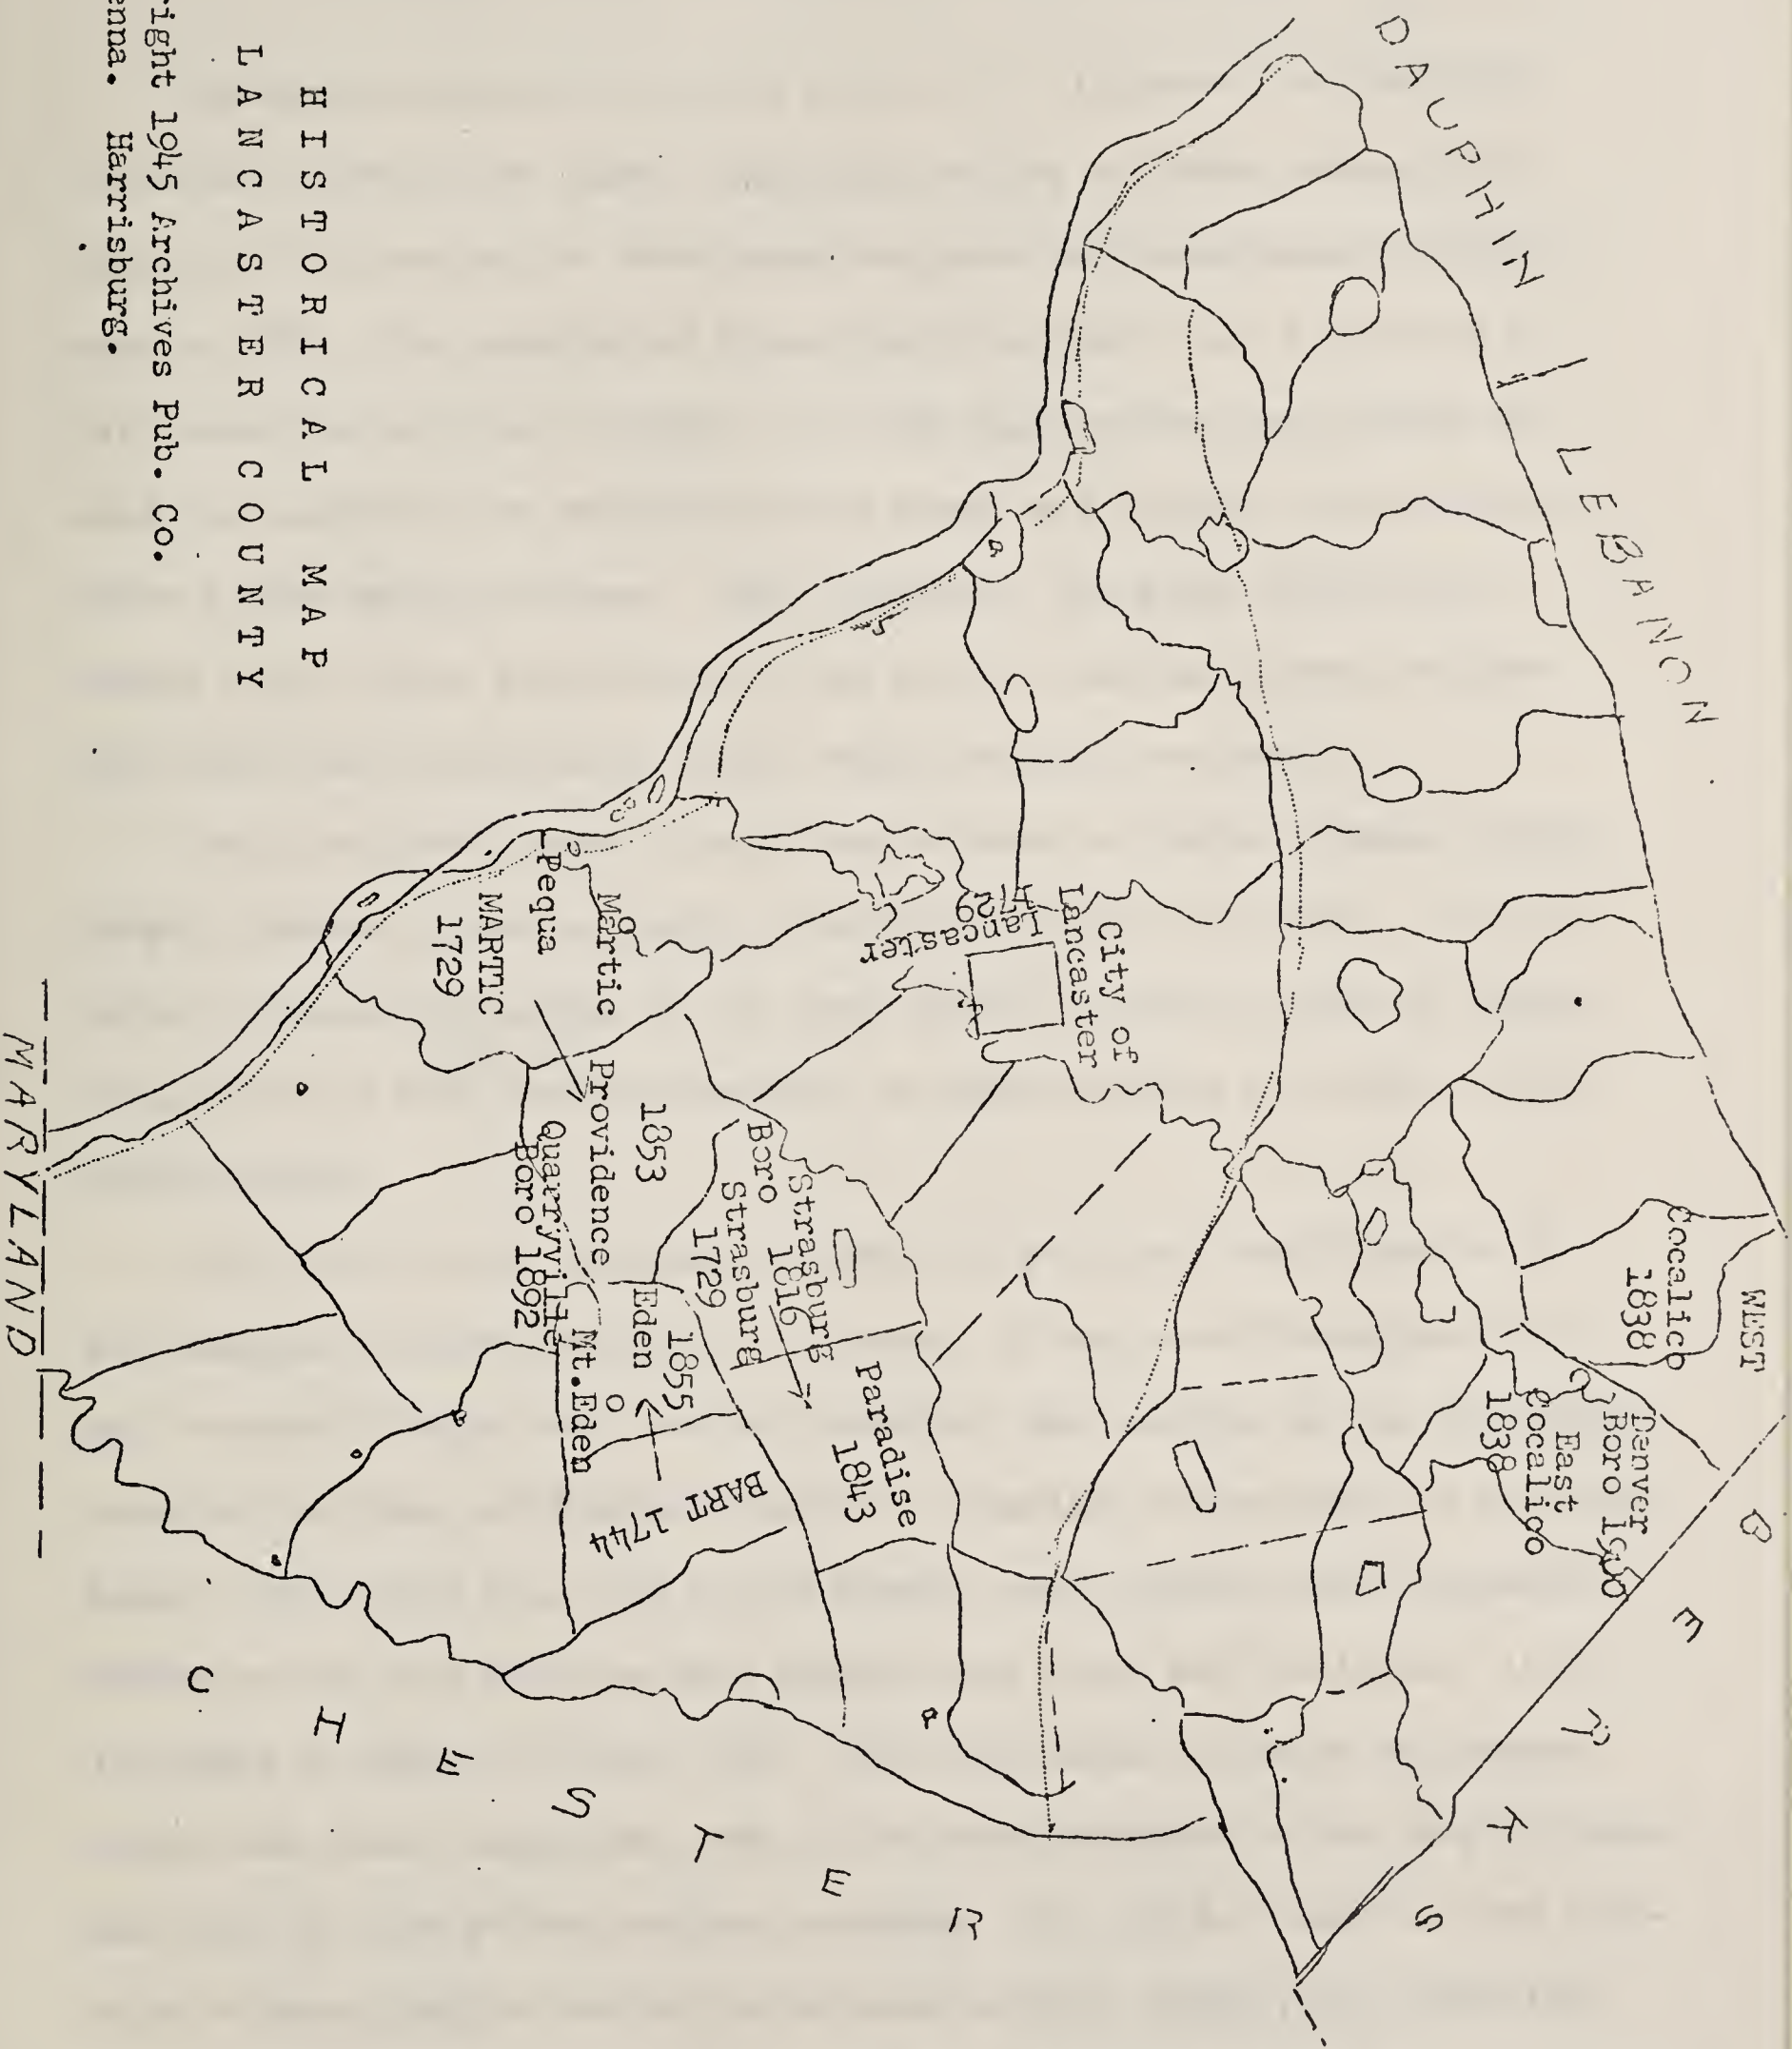 HISTORICAL MAP
LANCASTER COUNTY
right 1945 Archives Pub. Co.
enna. Harrisburg.
DAUPHIN
LEBANON
WEST
Cocalico
1838
Denver
Boro
East
Cocalico
1838
BERKS
City of
Lancaster
Lancaster
1729
Martic
Pequa
MARTIC
1729
Providence
1853
Quarryville
Boro 1892
Boro
Strasburg
1816
Strasburg
1729
Eden
1855
Mt.Eden
BART 1744
Paradise
1843
CHESTER
MARYLAND